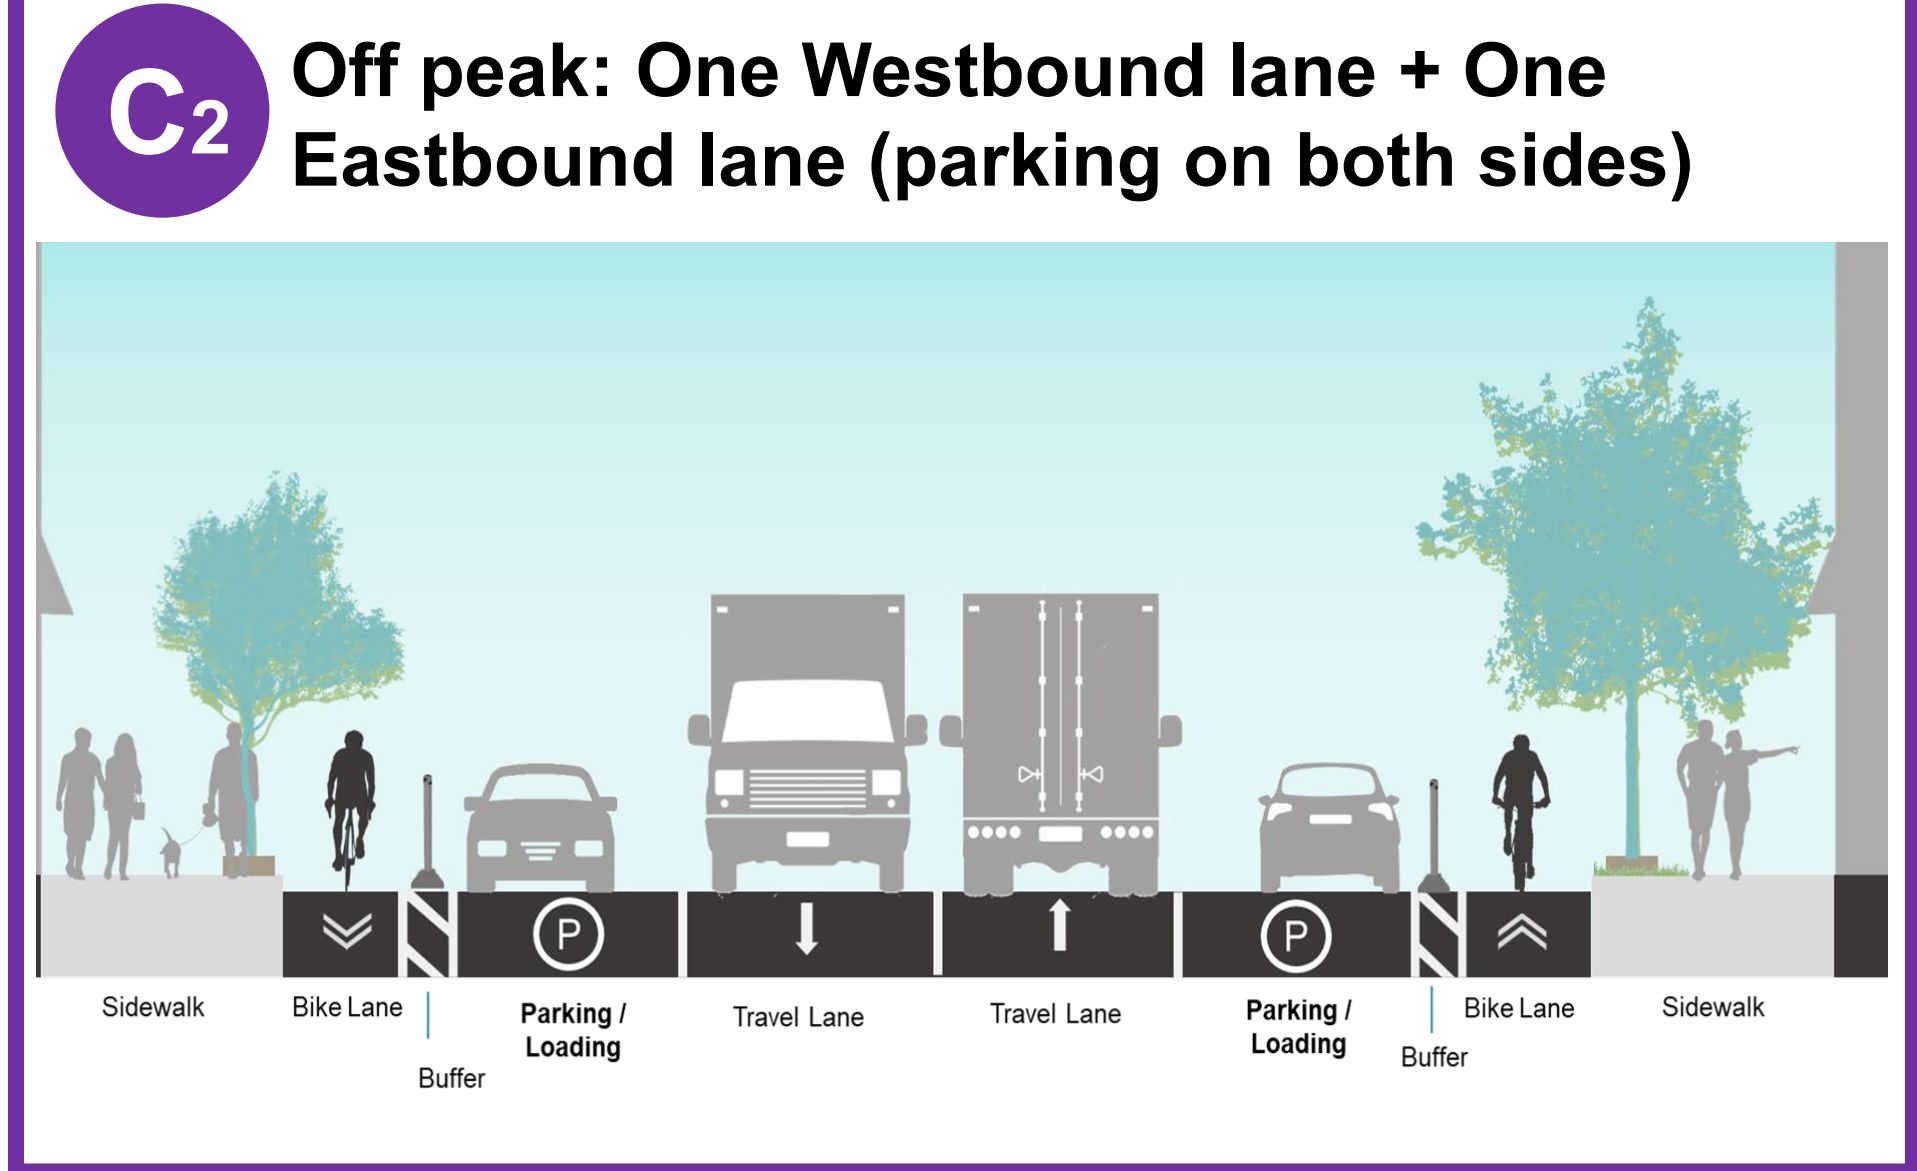 C2
Off peak: One Westbound lane + One
Eastbound lane (parking on both sides)
P
P
Sidewalk
Bike Lane
Buffer
Parking /
Loading
Travel Lane
Travel Lane
Parking /
Loading
Buffer
Bike Lane
Sidewalk